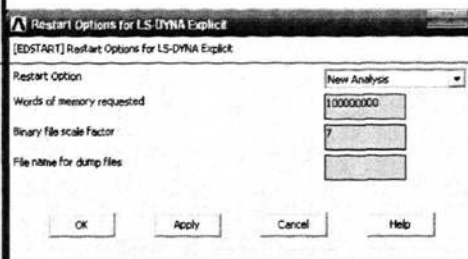 Restart Options for LS-DYNA Explicit
[EDSTART] Restart Options for LS-DYNA Explicit
Restart Option New Analysis
Words of memory requested 100000000
Binary file scale factor 7
File name for dump files
OK Apply Cancel Help